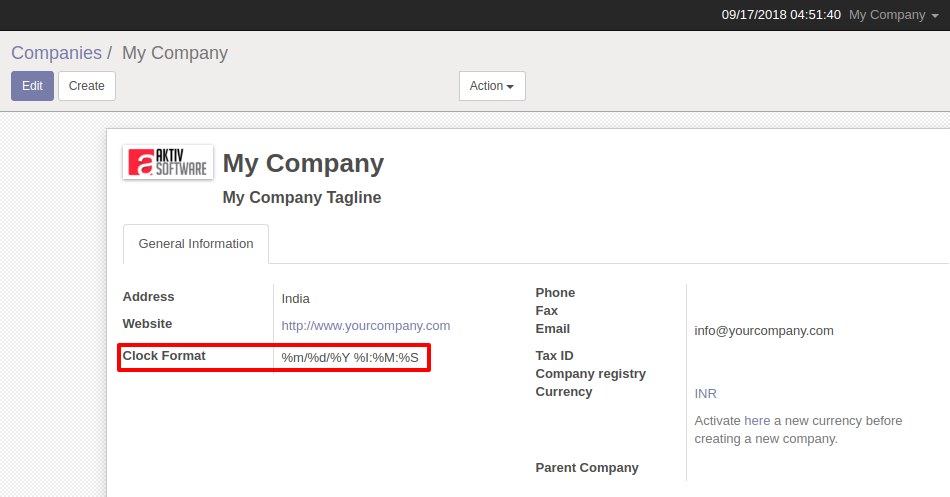 09/17/2018 04:51:40 My Company
Companies / My Company
Edit Create Action
a AKTIV SOFTWARE
My Company
My Company Tagline
General Information
Address India
Website http://www.yourcompany.com
Clock Format %m/%d/%Y %I:%M:%S
Phone
Fax
Email info@yourcompany.com
Tax ID
Company registry
Currency INR
Activate here a new currency before
creating a new company.
Parent Company